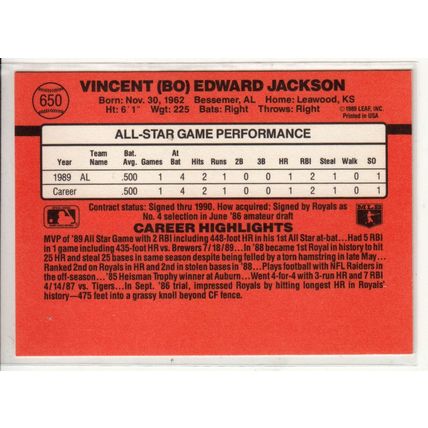 650
VINCENT (BO) EDWARD JACKSON
Born: Nov. 30, 1962 Bessemer, AL Home: Leawood, KS
Ht: 6' 1" Wgt: 225 Bats: Right Throws: Right
© 1989 LEAF, INC.
Printed in USA
ALL-STAR GAME PERFORMANCE
Year Team Name Bat. Avg. Games At Bat Hits Runs 2B 3B HR RBI Steal Walk SO
1989 AL .500 1 4 2 1 0 0 1 2 1 0 1
Career .500 1 4 2 1 0 0 1 2 1 0 1
Contract status: Signed thru 1990. How acquired: Signed by Royals as
No. 4 selection in June '86 amateur draft
MLB
CAREER HIGHLIGHTS
MVP of '89 All Star Game with 2 RBI including 448-foot HR in his 1st All Star at-bat...Had 5 RBI
in 1 game including 435-foot HR vs. Brewers 7/18/89...In '88 became 1st Royal in history to hit
25 HR and steal 25 bases in same season despite being felled by a torn hamstring in late May...
Ranked 2nd on Royals in HR and 2nd in stolen bases in '88...Plays football with NFL Raiders in
the off-season...'85 Heisman Trophy winner at Auburn...Went 4-for-4 with 3-run HR and 7 RBI
4/14/87 vs. Tigers...In Sept. '86 trial, impressed Royals by hitting longest HR in Royals'
history—475 feet into a grassy knoll beyond CF fence.